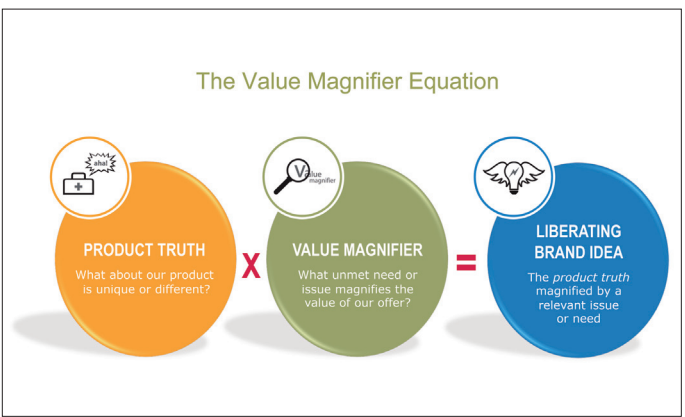 The Value Magnifier Equation
aha!
Value
magnifier
PRODUCT TRUTH
What about our product
is unique or different?
X
VALUE MAGNIFIER
What unmet need or
issue magnifies the
value of our offer?
=
LIBERATING
BRAND IDEA
The product truth
magnified by a
relevant issue
or need